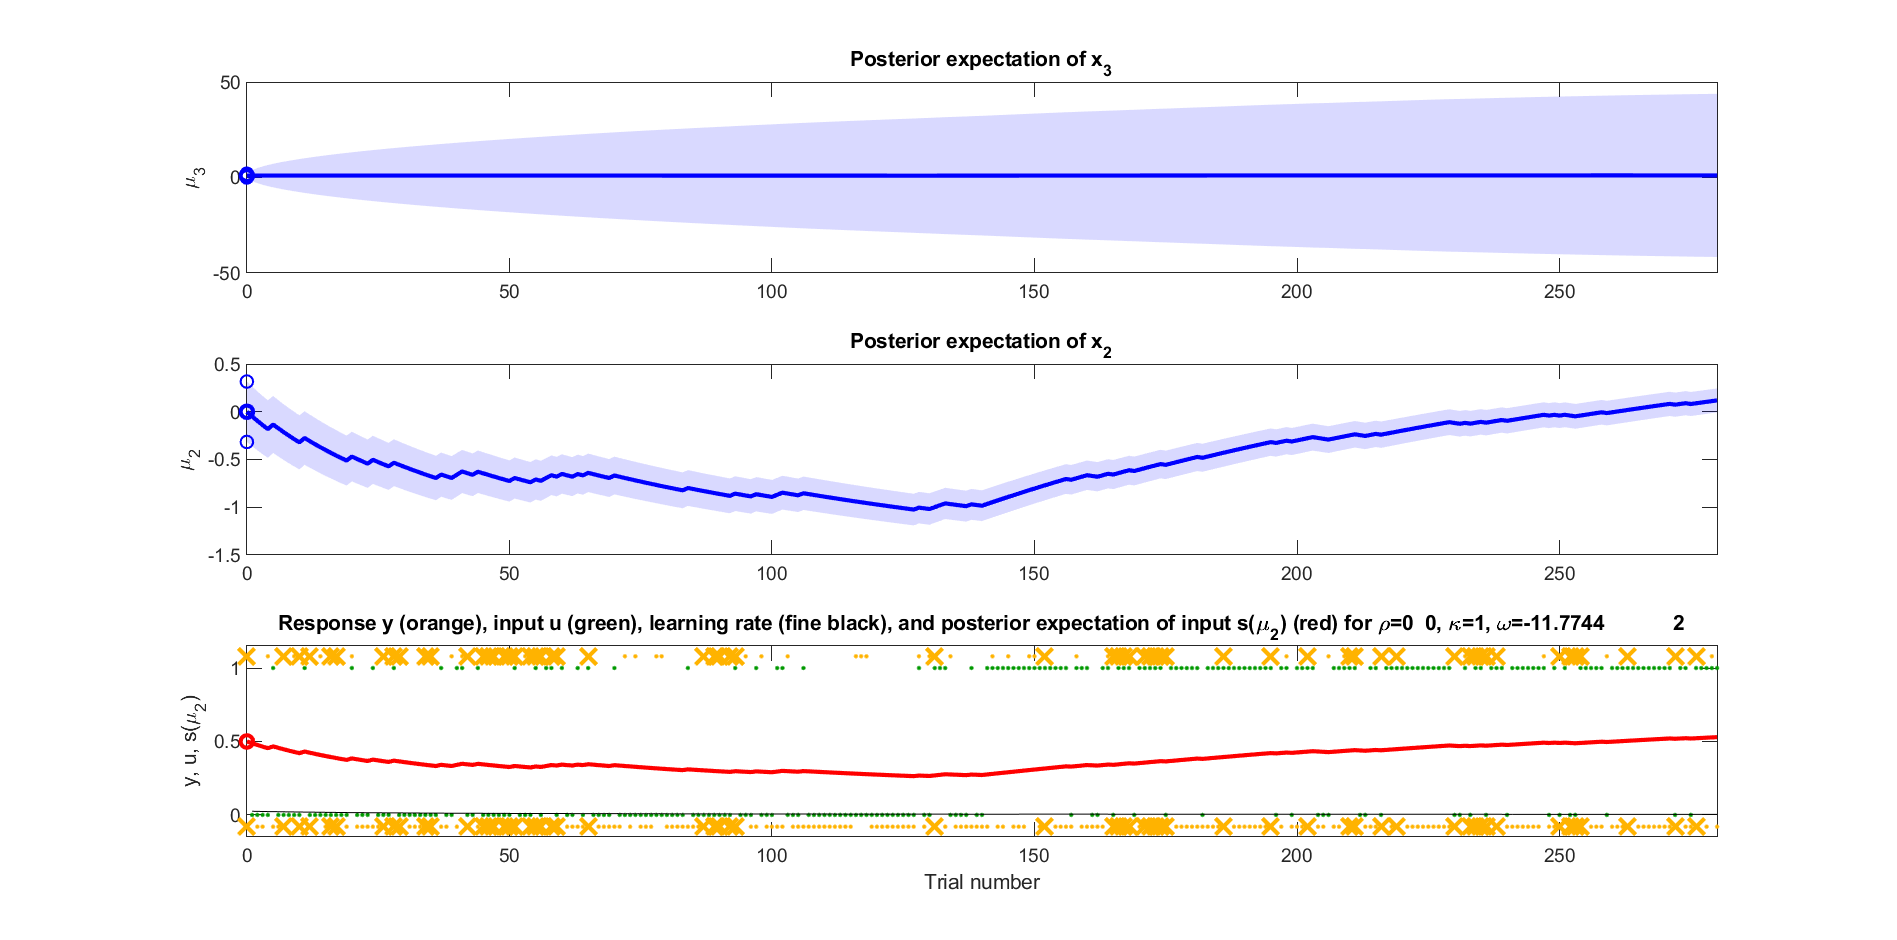 Posterior expectation of x3
50
0
-50
μ3
0 50 100 150 200 250
Posterior expectation of x2
0.5
0
-0.5
-1
-1.5
μ2
0 50 100 150 200 250
Response y (orange), input u (green), learning rate (fine black), and posterior expectation of input s(μ2) (red) for ρ=0 0, κ=1, ω=-11.7744 2
1
0.5
0
y, u, s(μ2)
0 50 100 150 200 250
Trial number